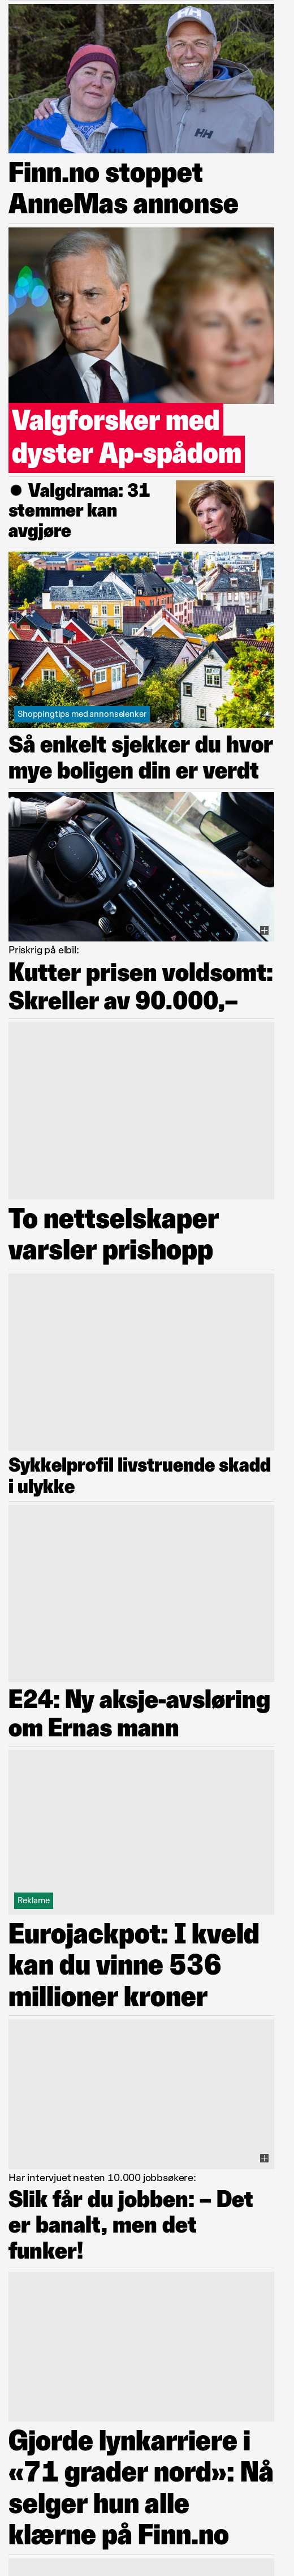 HH
HH
HH
Finn.no stoppet
AnneMas annonse
Valgforsker med
dyster Ap-spådom
Valgdrama: 31
stemmer kan
avgjøre
Shoppingtips med annonselenker
Så enkelt sjekker du hvor
mye boligen din er verdt
Priskrig på elbil:
Kutter prisen voldsomt:
Skreller av 90.000,–
To nettselskaper
varsler prishopp
Sykkelprofil livstruende skadd
i ulykke
E24: Ny aksje-avsløring
om Ernas mann
Reklame
Eurojackpot: I kveld
kan du vinne 536
millioner kroner
Har intervjuet nesten 10.000 jobbsøkere:
Slik får du jobben: – Det
er banalt, men det
funker!
Gjorde lynkarriere i
«71 grader nord»: Nå
selger hun alle
klærne på Finn.no